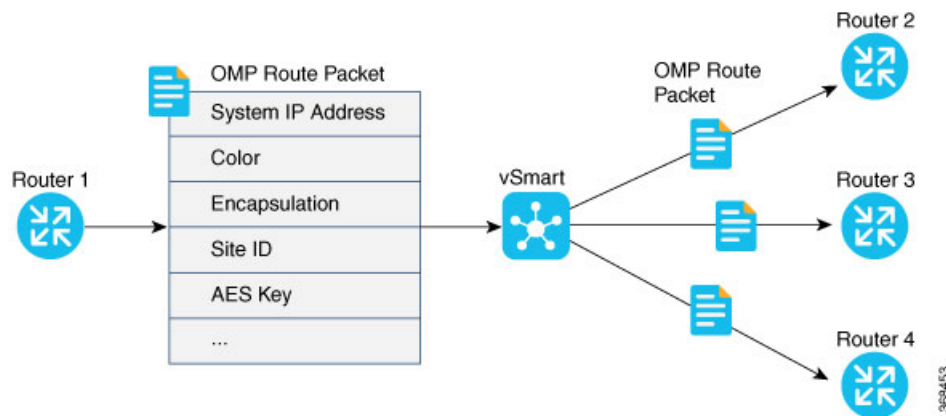 Router 1
OMP Route Packet
System IP Address
Color
Encapsulation
Site ID
AES Key
...
vSmart
OMP Route
Packet
Router 2
Router 3
Router 4
368453